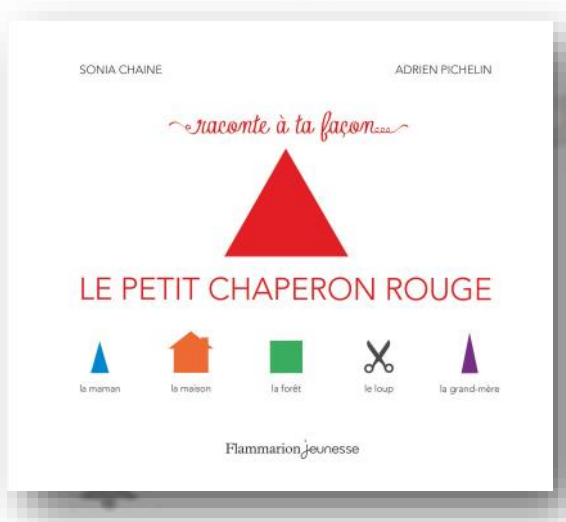 SONIA CHAINE ADRIEN PICHELIN
raconte à ta façon...
LE PETIT CHAPERON ROUGE
la maman la maison la forêt le loup la grand-mère
Flammarion jeunesse